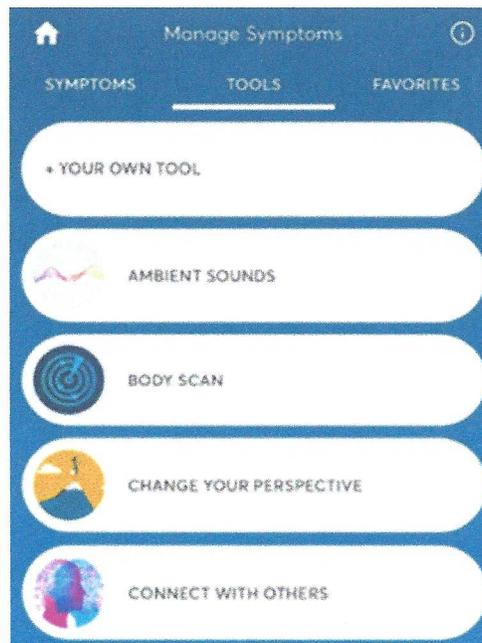 Manage Symptoms
SYMPTOMS TOOLS FAVORITES
+ YOUR OWN TOOL
AMBIENT SOUNDS
BODY SCAN
CHANGE YOUR PERSPECTIVE
CONNECT WITH OTHERS